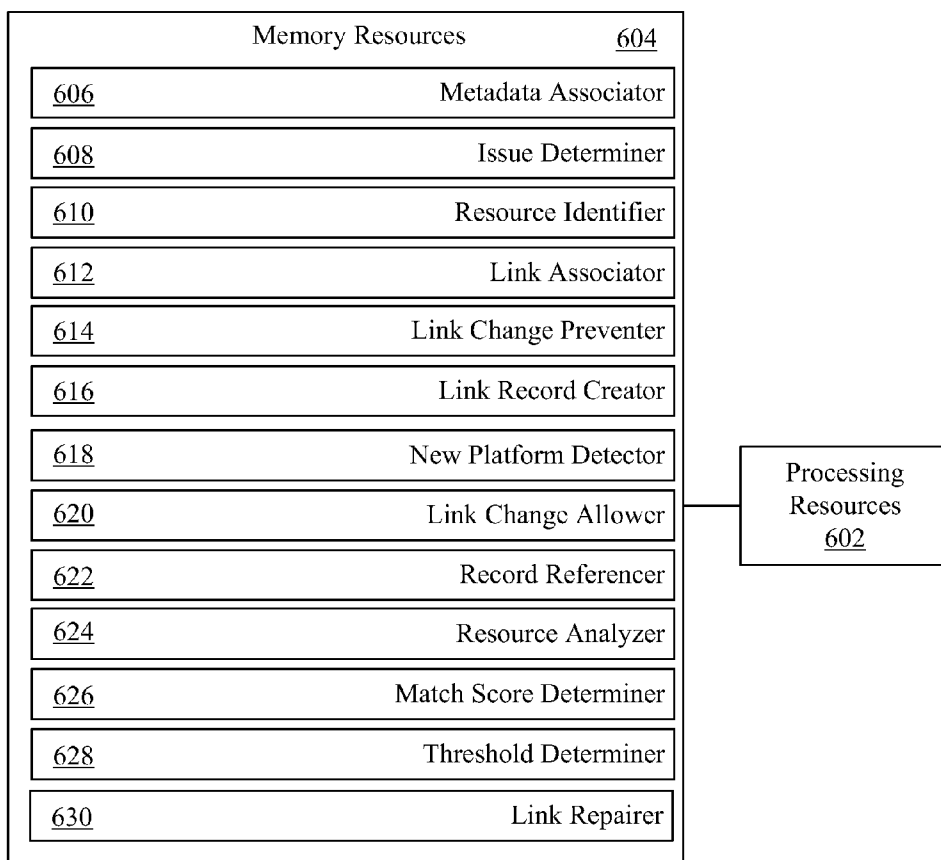 Memory Resources 604
606 Metadata Associator
608 Issue Determiner
610 Resource Identifier
612 Link Associator
614 Link Change Preventer
616 Link Record Creator
618 New Platform Detector
620 Link Change Allower
622 Record Referencer
624 Resource Analyzer
626 Match Score Determiner
628 Threshold Determiner
630 Link Repairer
Processing
Resources
602